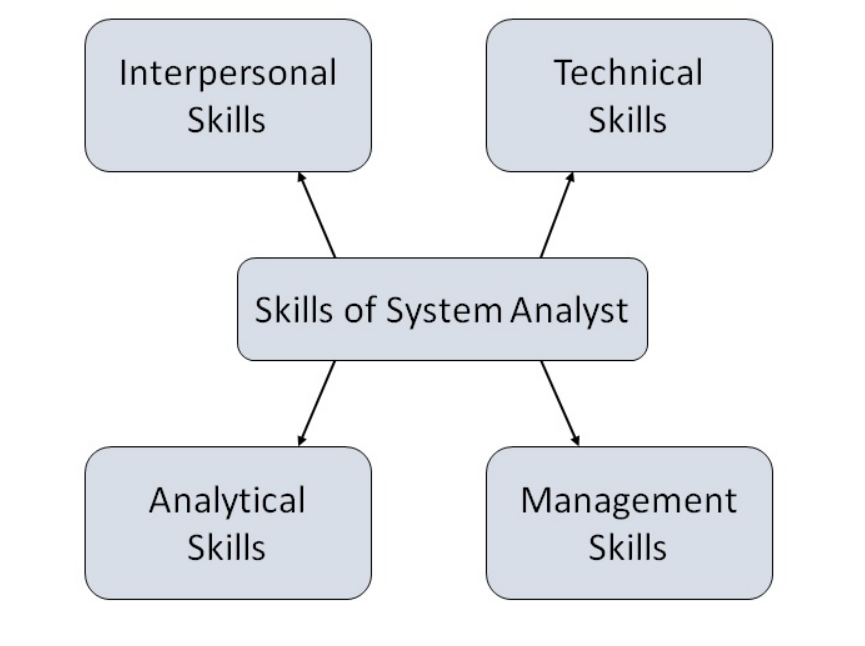 Interpersonal
Skills
Technical
Skills
Skills of System Analyst
Analytical
Skills
Management
Skills